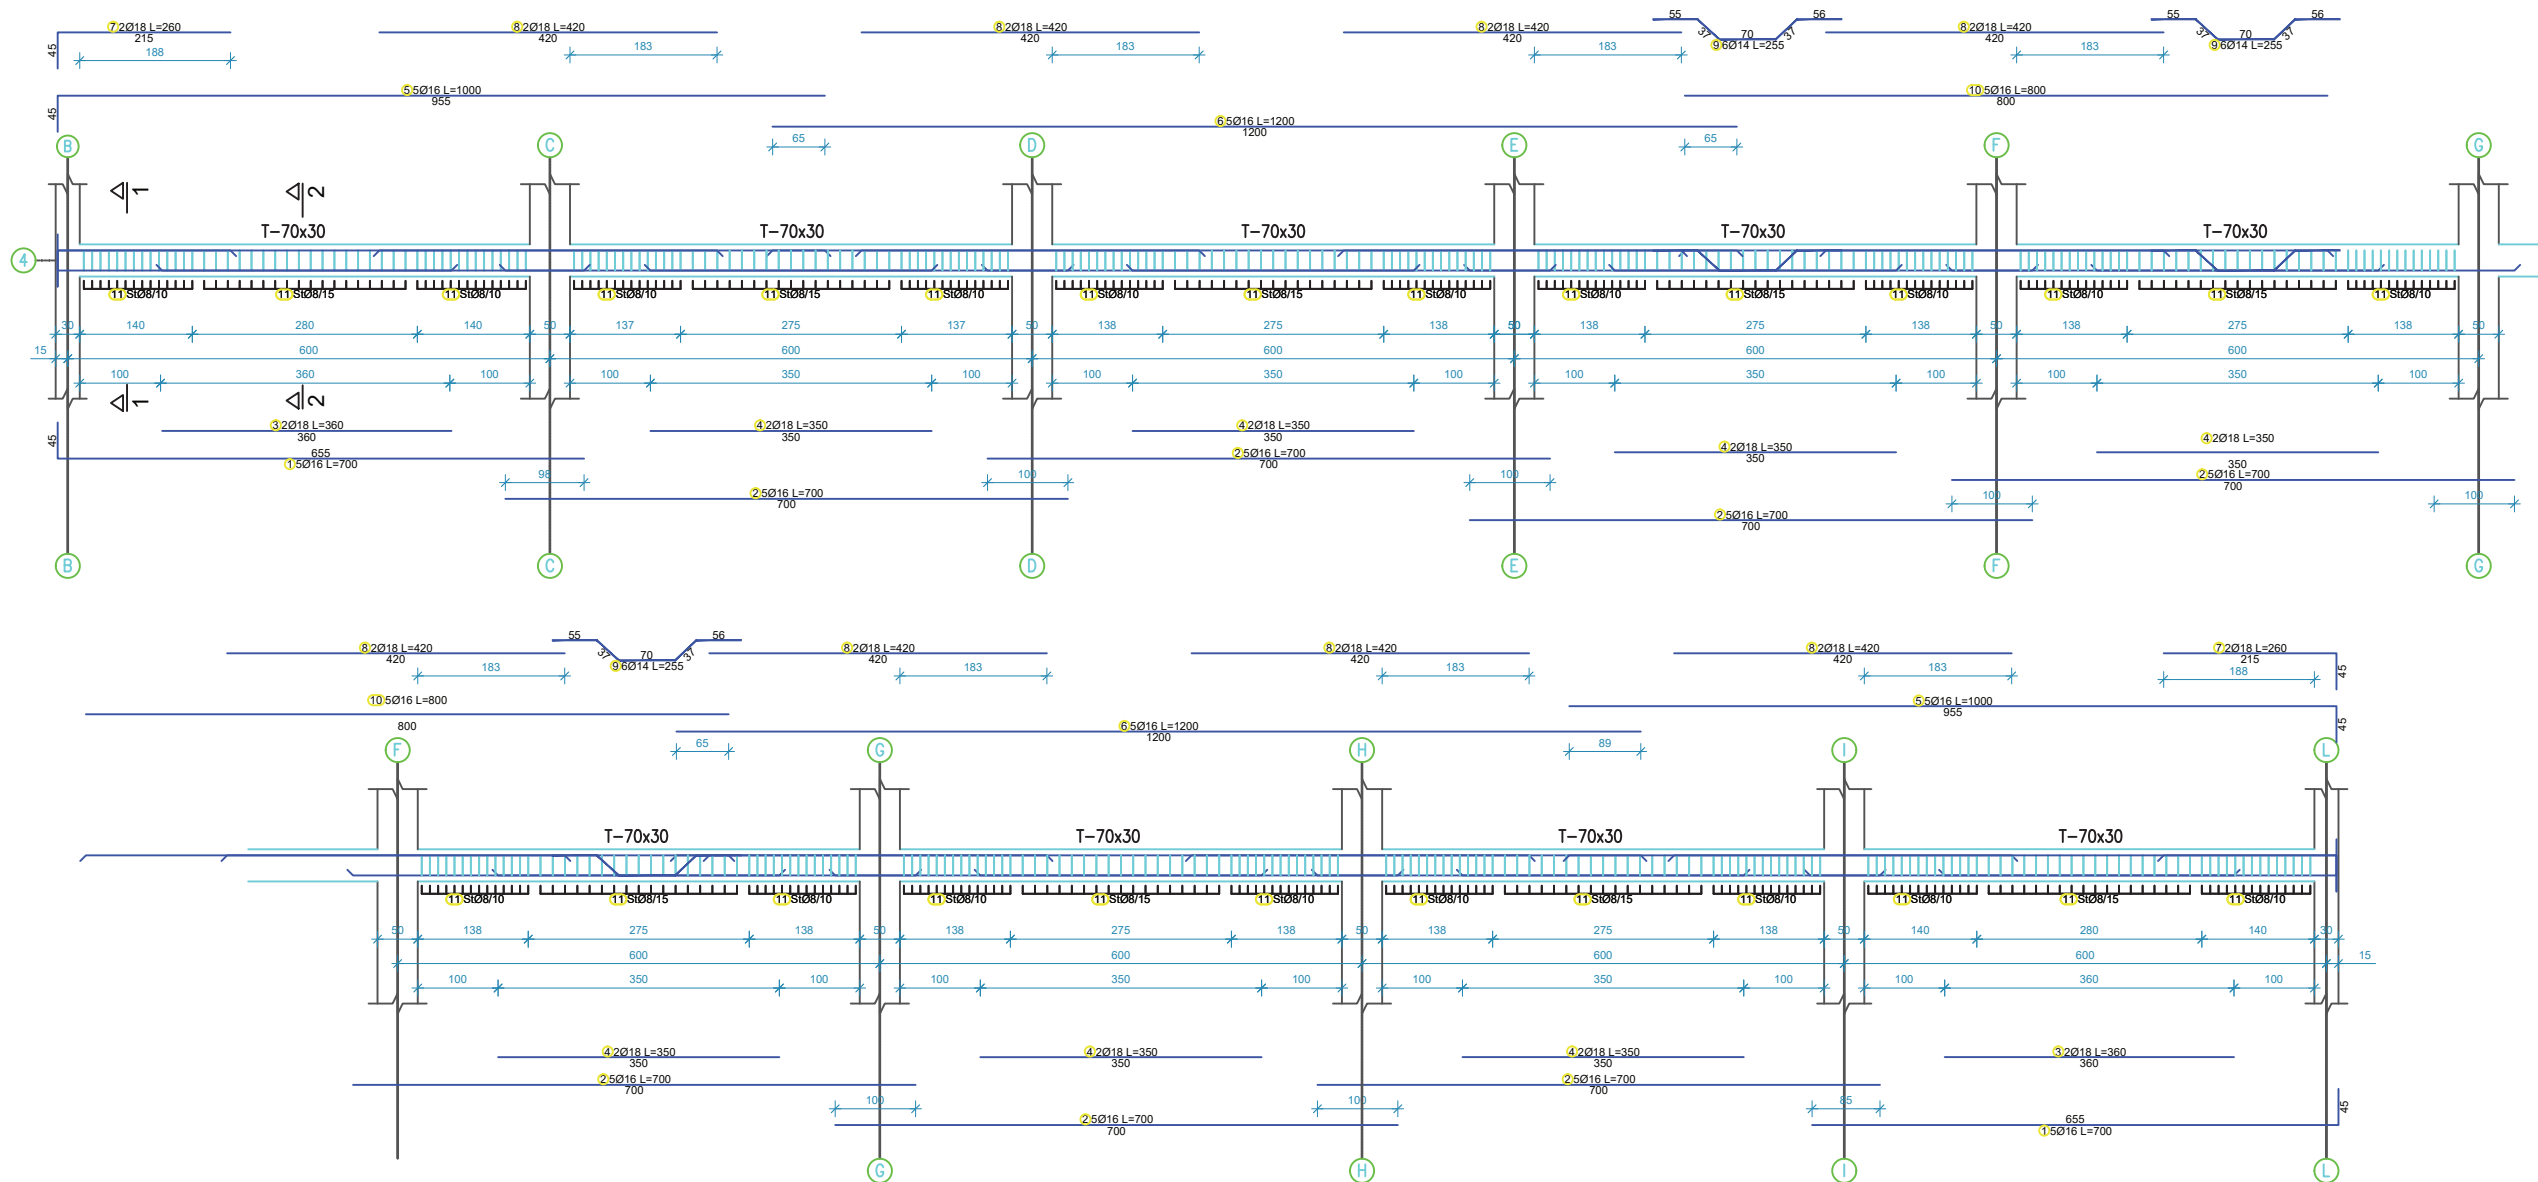 7 2Ø18 L=260 8 2Ø18 L=420 8 2Ø18 L=420 8 2Ø18 L=420 55 56 8 2Ø18 L=420 55 56
45 215 420 420 420 37 70 37 420 37 70 37
188 183 183 183 9 6Ø14 L=255 183 9 6Ø14 L=255
5 5Ø16 L=1000 10 5Ø16 L=800
45 955 800
6 5Ø16 L=1200
1200
65 65
B C D E F G
1 2
T-70x30 T-70x30 T-70x30 T-70x30 T-70x30
4
11 StØ8/10 11 StØ8/15 11 StØ8/10 11 StØ8/10 11 StØ8/15 11 StØ8/10 11 StØ8/10 11 StØ8/15 11 StØ8/10 11 StØ8/10 11 StØ8/15 11 StØ8/10 11 StØ8/10 11 StØ8/15 11 StØ8/10
30 140 280 140 50 137 275 137 50 138 275 138 50 138 275 138 50 138 275 138 50
15 600 600 600 600 600
100 360 100 100 350 100 100 350 100 100 350 100 100 350 100
1 2
3 2Ø18 L=360 4 2Ø18 L=350 4 2Ø18 L=350 4 2Ø18 L=350 4 2Ø18 L=350
360 350 350 350 350
45 655 2 5Ø16 L=700 2 5Ø16 L=700
1 5Ø16 L=700 700 700
98 100 100 100 100
2 5Ø16 L=700 2 5Ø16 L=700
700 700
B C D E F G
8 2Ø18 L=420 55 56 8 2Ø18 L=420 8 2Ø18 L=420 8 2Ø18 L=420 7 2Ø18 L=260
420 37 70 37 420 420 420 215 45
183 9 6Ø14 L=255 183 183 183 188
10 5Ø16 L=800 5 5Ø16 L=1000
800 955 45
6 5Ø16 L=1200
1200
65 89
F G H I L
T-70x30 T-70x30 T-70x30 T-70x30
11 StØ8/10 11 StØ8/15 11 StØ8/10 11 StØ8/10 11 StØ8/15 11 StØ8/10 11 StØ8/10 11 StØ8/15 11 StØ8/10 11 StØ8/10 11 StØ8/15 11 StØ8/10
50 138 275 138 50 138 275 138 50 138 275 138 50 140 280 140 30
600 600 600 600 15
100 350 100 100 350 100 100 350 100 100 360 100
4 2Ø18 L=350 4 2Ø18 L=350 4 2Ø18 L=350 3 2Ø18 L=360
350 350 350 360
2 5Ø16 L=700 2 5Ø16 L=700
700 700
100 100 85 45
2 5Ø16 L=700 655
700 1 5Ø16 L=700
G H I L